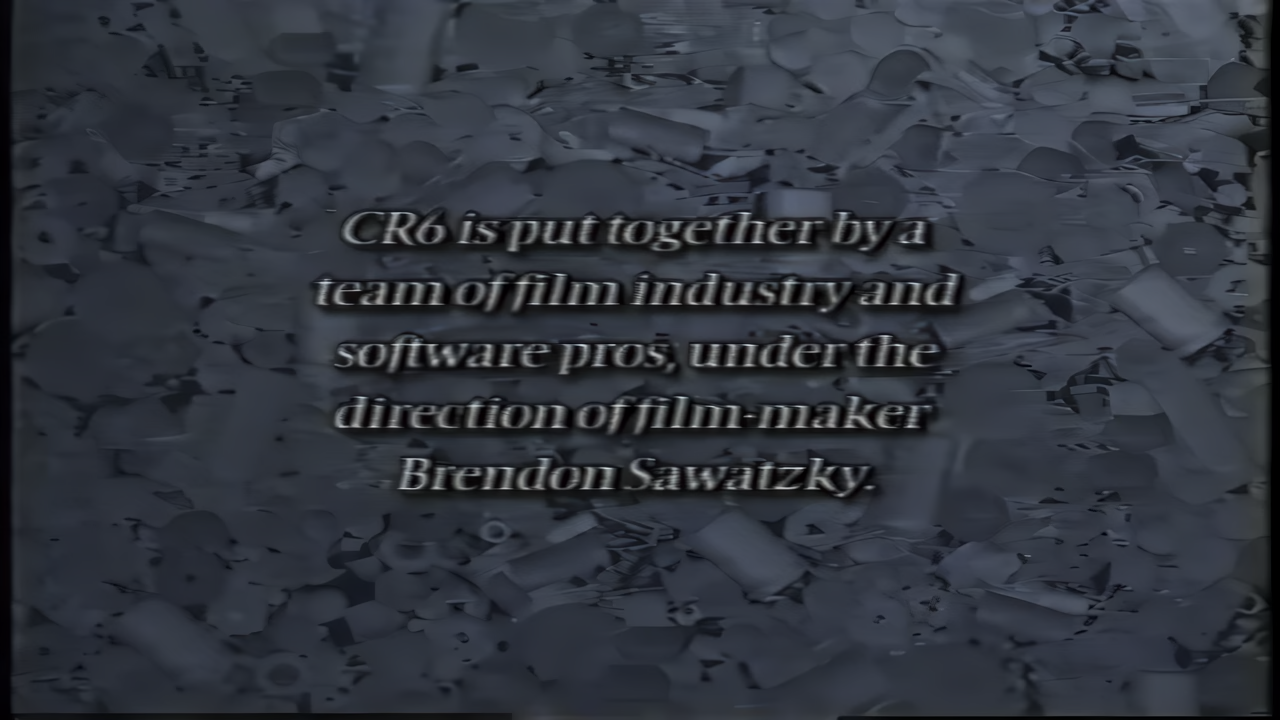 CR6 is put together by a
team of film industry and
software pros, under the
direction of film-maker
Brendon Sawatzky.